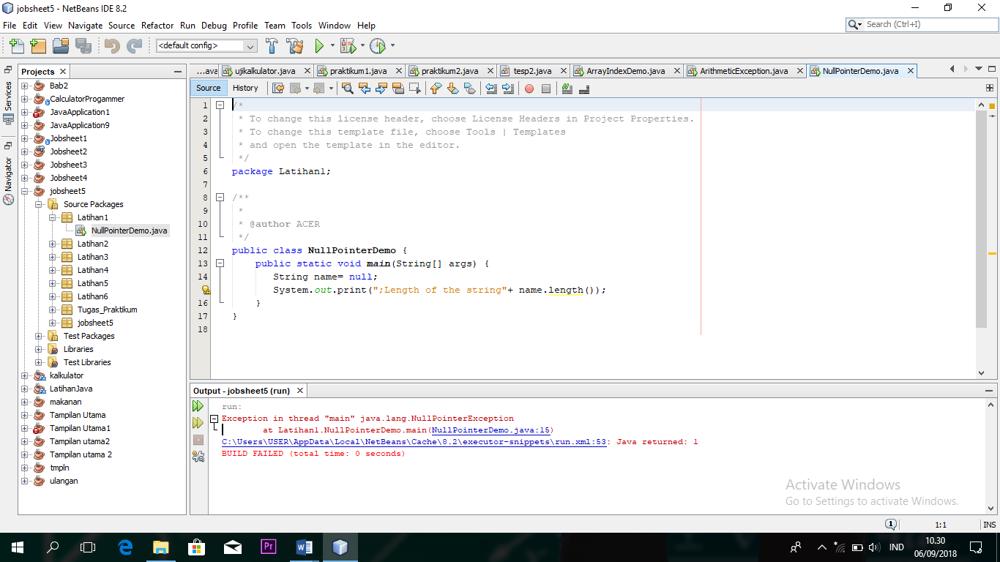 jobsheet5 - NetBeans IDE 8.2
File Edit View Navigate Source Refactor Run Debug Profile Team Tools Window Help
Search (Ctrl+I)
<default config>
Services
Navigator
Projects
Bab2
CalculatorProgammer
JavaApplication1
JavaApplication9
Jobsheet1
Jobsheet2
Jobsheet3
Jobsheet4
jobsheet5
Source Packages
Latihan1
NullPointerDemo.java
Latihan2
Latihan3
Latihan4
Latihan5
Latihan6
Tugas_Praktikum
jobsheet5
Test Packages
Libraries
Test Libraries
kalkulator
LatihanJava
makanan
Tampilan Utama
Tampilan Utama1
Tampilan utama2
Tampilan utama 2
tmpln
ulangan
...ava ujikalkulator.java praktikum1.java praktikum2.java tesp2.java ArrayIndexDemo.java ArithmeticException.java NullPointerDemo.java
Source History
1 /*
2 * To change this license header, choose License Headers in Project Properties.
3 * To change this template file, choose Tools | Templates
4 * and open the template in the editor.
5 */
6 package Latihan1;
7
8 /**
9 *
10 * @author ACER
11 */
12 public class NullPointerDemo {
13 public static void main(String[] args) {
14 String name= null;
System.out.print(";Length of the string"+ name.length());
16 }
17 }
18
Output - jobsheet5 (run)
run:
Exception in thread "main" java.lang.NullPointerException
at Latihan1.NullPointerDemo.main(NullPointerDemo.java:15)
C:\Users\USER\AppData\Local\NetBeans\Cache\8.2\executor-snippets\run.xml:53: Java returned: 1
BUILD FAILED (total time: 0 seconds)
Activate Windows
Go to Settings to activate Windows.
1 1:1 INS
IND
10.30
06/09/2018